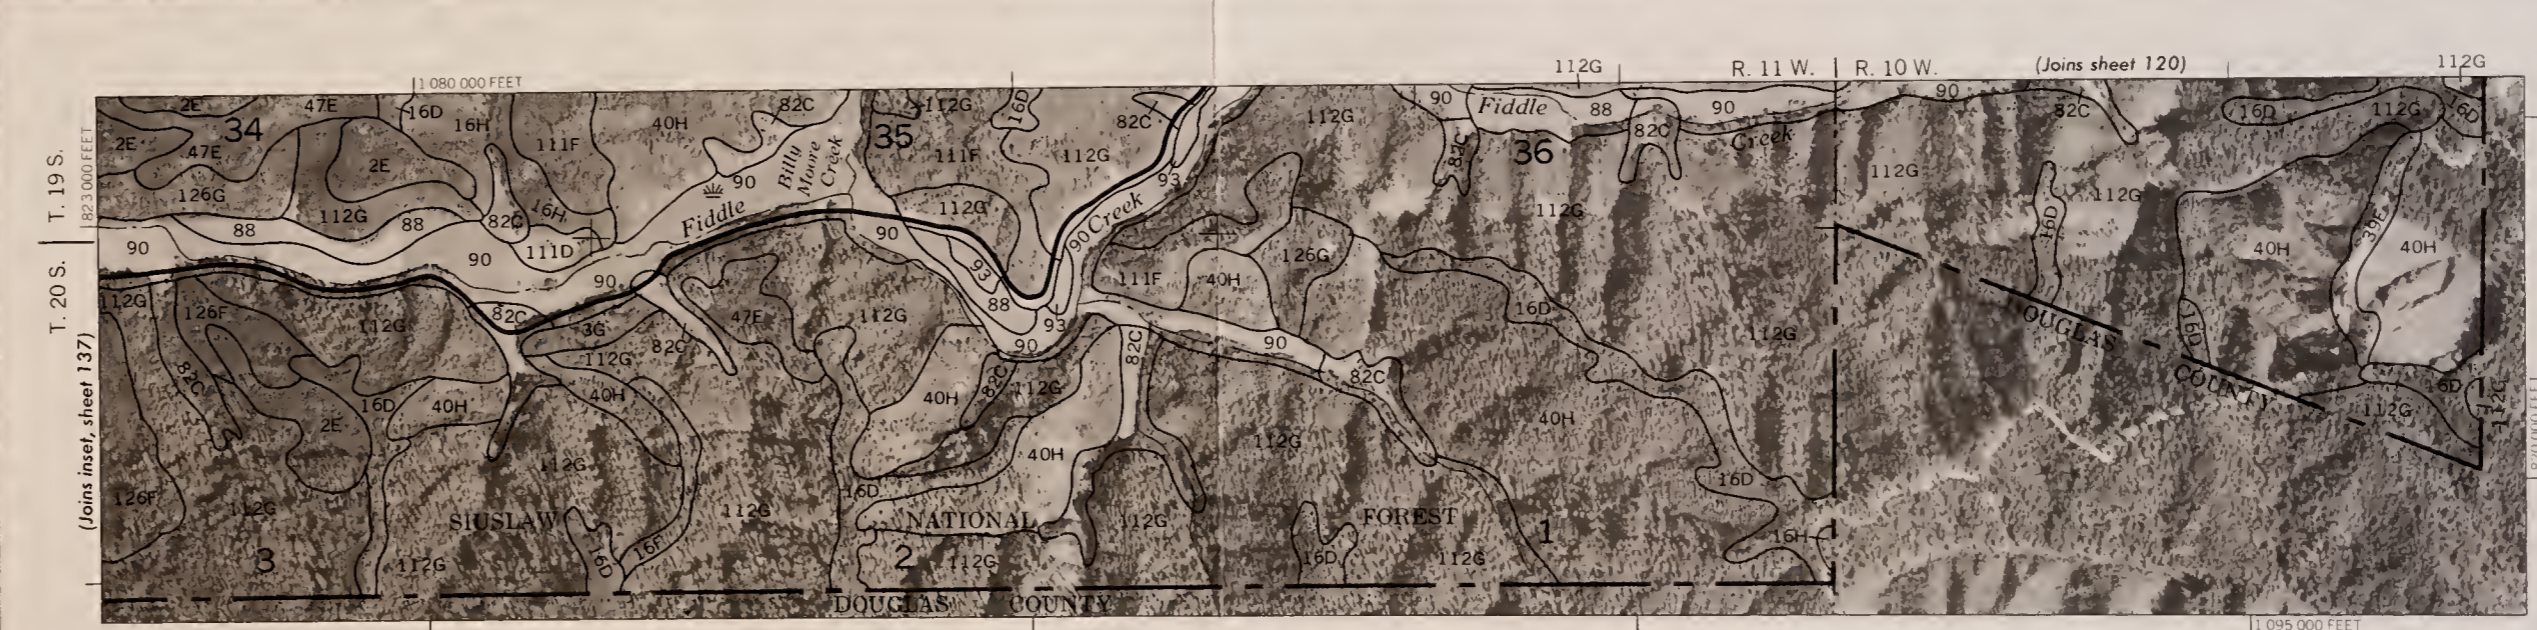 112G R. 11 W. R. 10 W. (Joins sheet 120) 112G
1 080 000 FEET
2E 47E 16D 82C 112G 16D 90 Fiddle 88 90 90 82C 16D 112G 16D
34 16H 40H 35 82C 112G 82C Creek
2E 47E 111F 111F 112G 82C 36
2E Billy Moore Creek 90 93 112G 112G
126G 112G 88 82C 16H Fiddle 112G Creek 112G 16D
T. 19 S.
823 000 FEET
88 90 111D 90 90 90 126G 39E 40H 40H
T. 20 S.
90 93 111F 40H
112G 126F 112G 82C 3G 47E 112G 88 93 16D 112G 16D DOUGLAS
(Joins inset, sheet 137)
82C 112G 82C 90 82C 90 82C COUNTY 16D 112G
2E 16D 40H 40H 40H 82C 112G 40H 112G
112G 40H 112G
126F 112G 112G 16D 16D
SIUSLAW NATIONAL FOREST
112G 112G
3 112G 16D 16F 2 112G 16D 112G 1 16H
DOUGLAS COUNTY
1 095 000 FEET